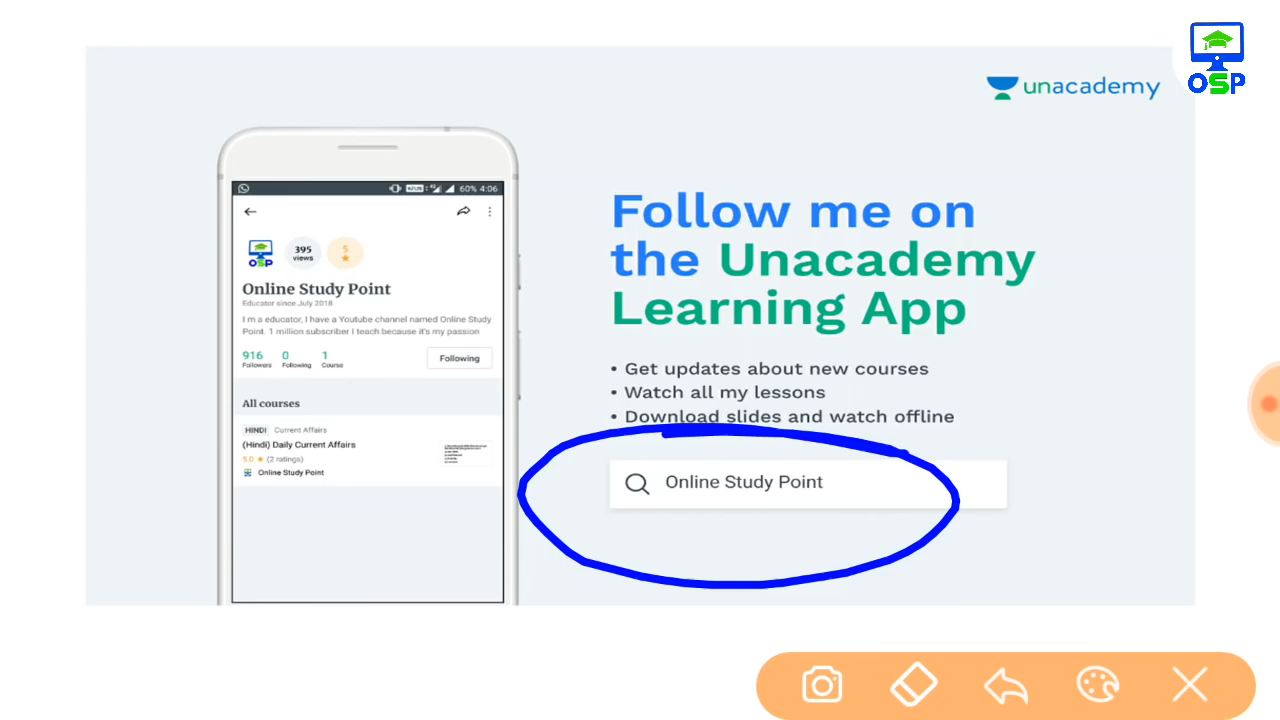 OSP
unacademy
60% 4:06
OSP
395
views
5
Online Study Point
Educator since July 2018
I m a educator, I have a Youtube channel named Online Study
Point. 1 million subscriber I teach because it's my passion
916 0 1
Followers Following Course
Following
All courses
HINDI Current Affairs
(Hindi) Daily Current Affairs
5.0 ★ (2 ratings)
Online Study Point
Follow me on
the Unacademy
Learning App
• Get updates about new courses
• Watch all my lessons
• Download slides and watch offline
Online Study Point